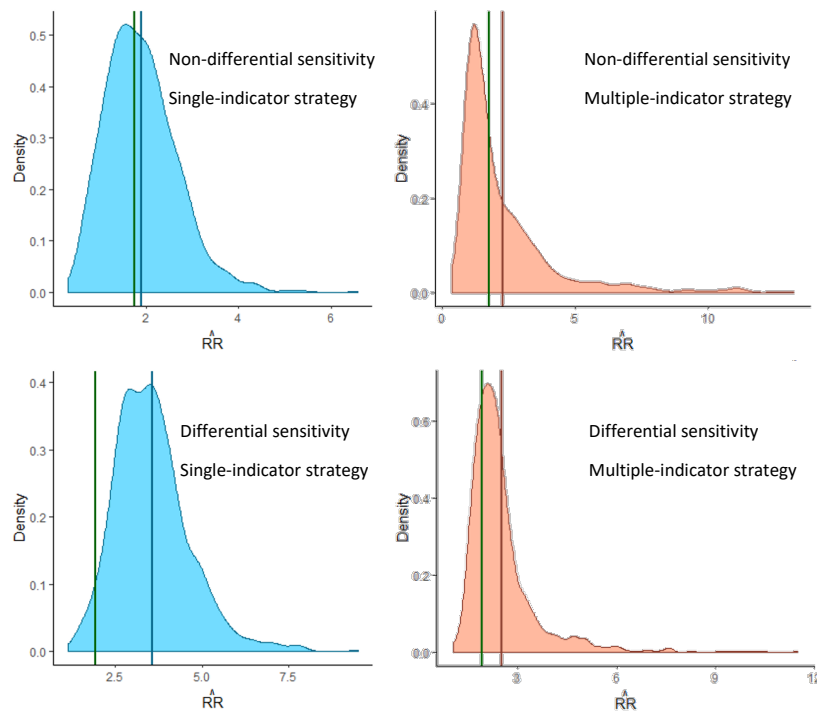 Non-differential sensitivity
Single-indicator strategy
Density
0.5
0.4
0.3
0.2
0.1
0.0
2 4 6
R̂R
Non-differential sensitivity
Multiple-indicator strategy
Density
0.4
0.2
0.0
0 5 10
R̂R
Differential sensitivity
Single-indicator strategy
Density
0.4
0.3
0.2
0.1
0.0
2.5 5.0 7.5
R̂R
Differential sensitivity
Multiple-indicator strategy
Density
0.6
0.4
0.2
0.0
3 6 9 12
R̂R